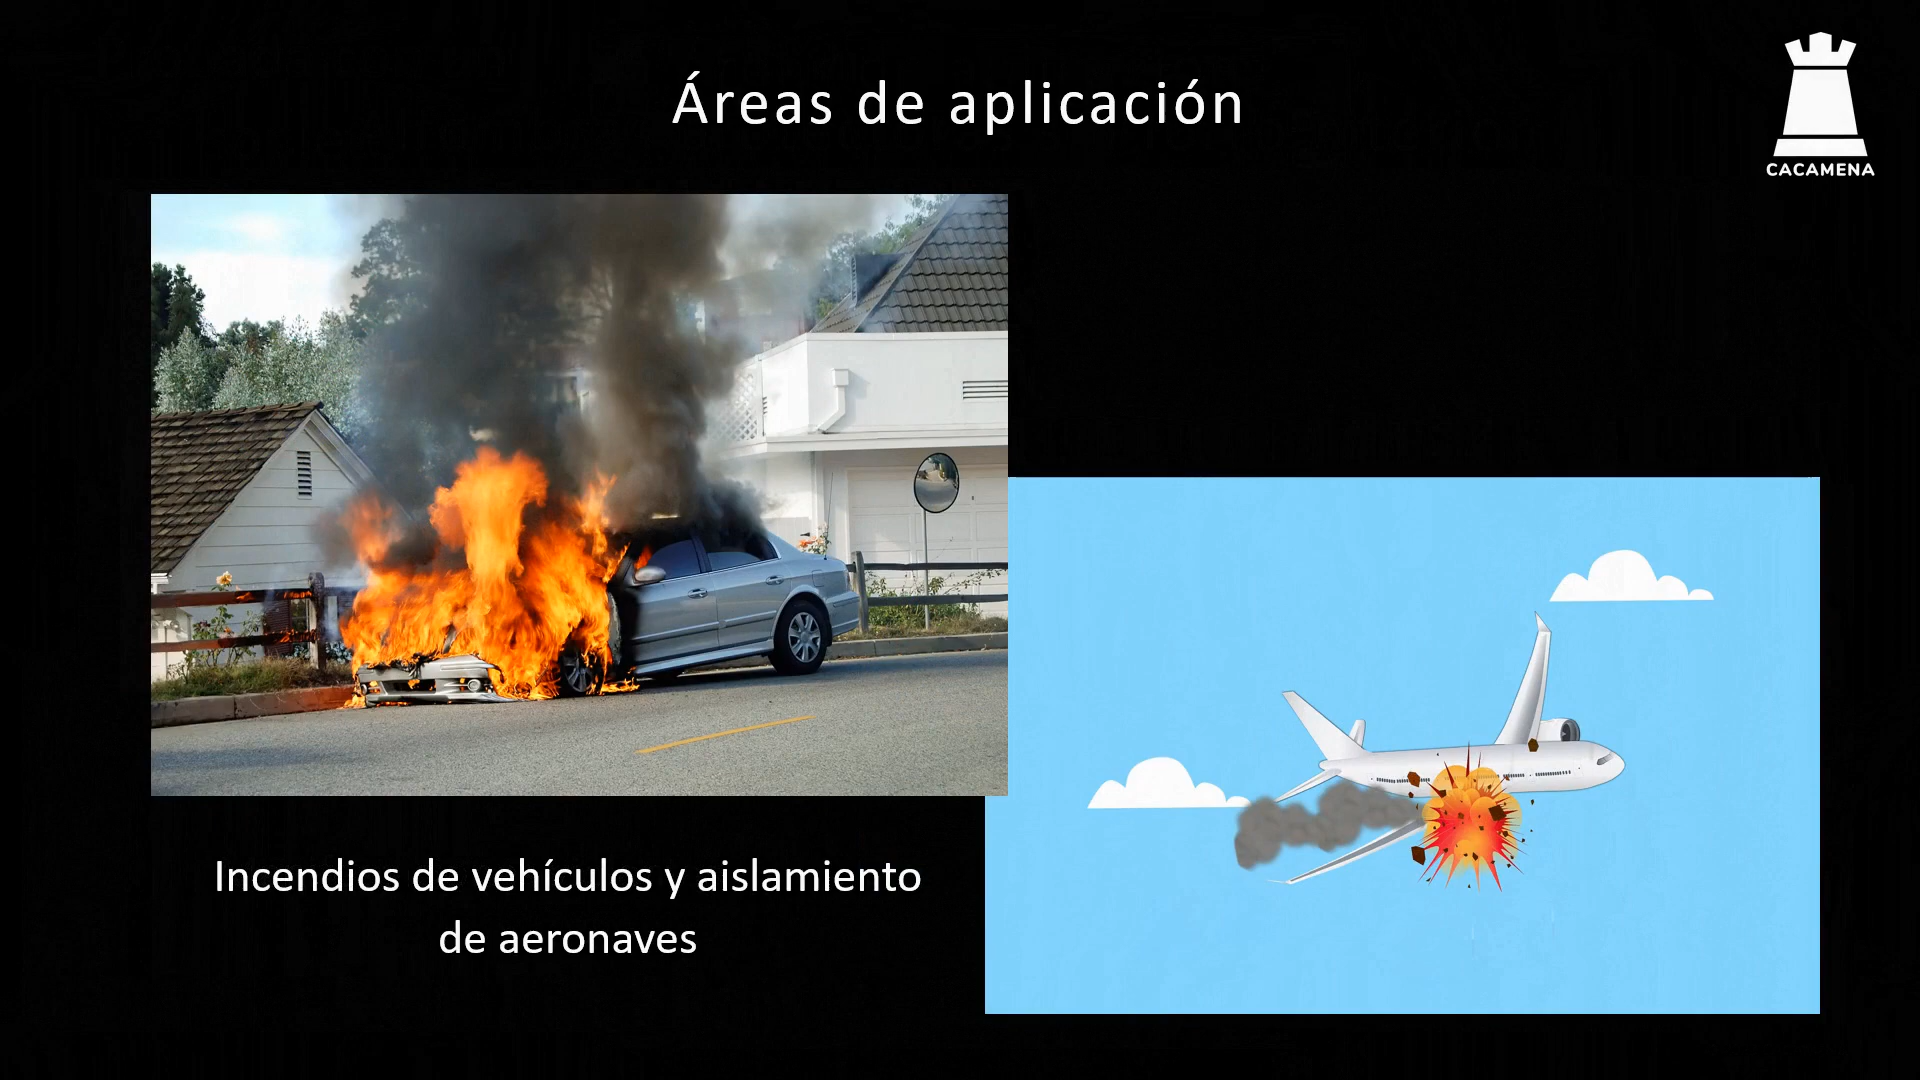 Áreas de aplicación
CACAMENA
Incendios de vehículos y aislamiento
de aeronaves